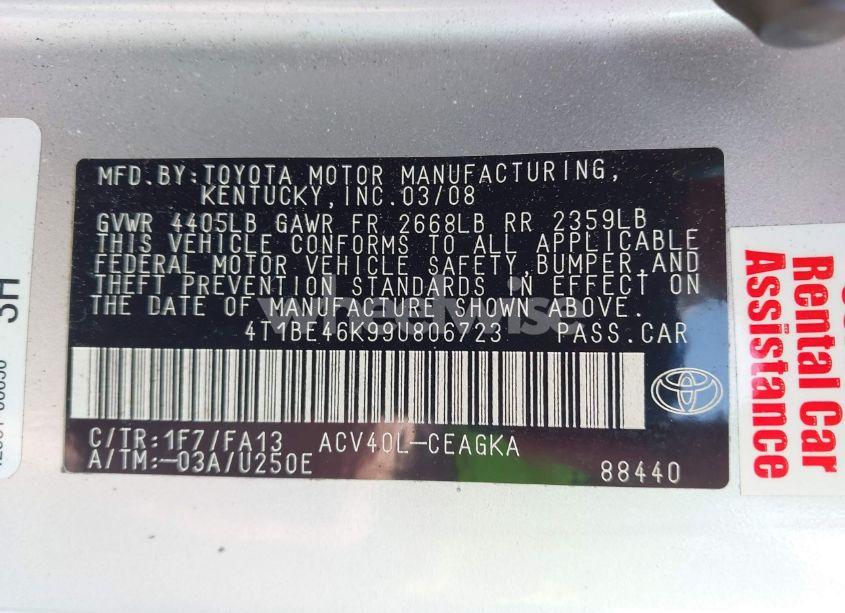 MFD.BY:TOYOTA MOTOR MANUFACTURING,
KENTUCKY,INC.03/08
GVWR 4405LB GAWR FR 2668LB RR 2359LB
THIS VEHICLE CONFORMS TO ALL APPLICABLE
FEDERAL MOTOR VEHICLE SAFETY,BUMPER,AND
THEFT PREVENTION STANDARDS IN EFFECT ON
THE DATE OF MANUFACTURE SHOWN ABOVE.
4T1BE46K99U806723 PASS.CAR
C/TR:1F7/FA13 ACV40L-CEAGKA
A/TM:-03A/U250E
88440
Rental Car
Assistance
3H
wheelwise